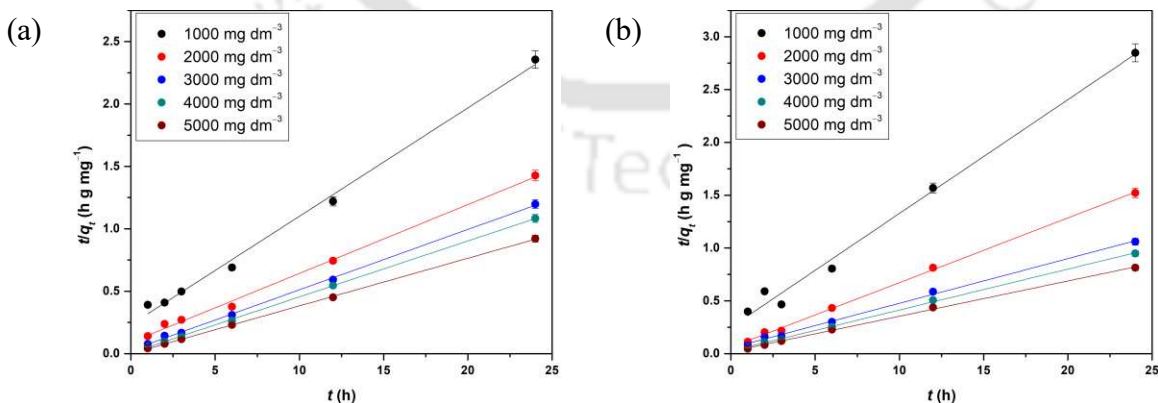 (a)
1000 mg dm⁻³
2000 mg dm⁻³
3000 mg dm⁻³
4000 mg dm⁻³
5000 mg dm⁻³
2.5
2.0
1.5
1.0
0.5
0.0
t/qₜ (h g mg⁻¹)
0 5 10 15 20 25
t (h)
(b)
1000 mg dm⁻³
2000 mg dm⁻³
3000 mg dm⁻³
4000 mg dm⁻³
5000 mg dm⁻³
3.0
2.5
2.0
1.5
1.0
0.5
0.0
t/qₜ (h g mg⁻¹)
0 5 10 15 20 25
t (h)
Tec